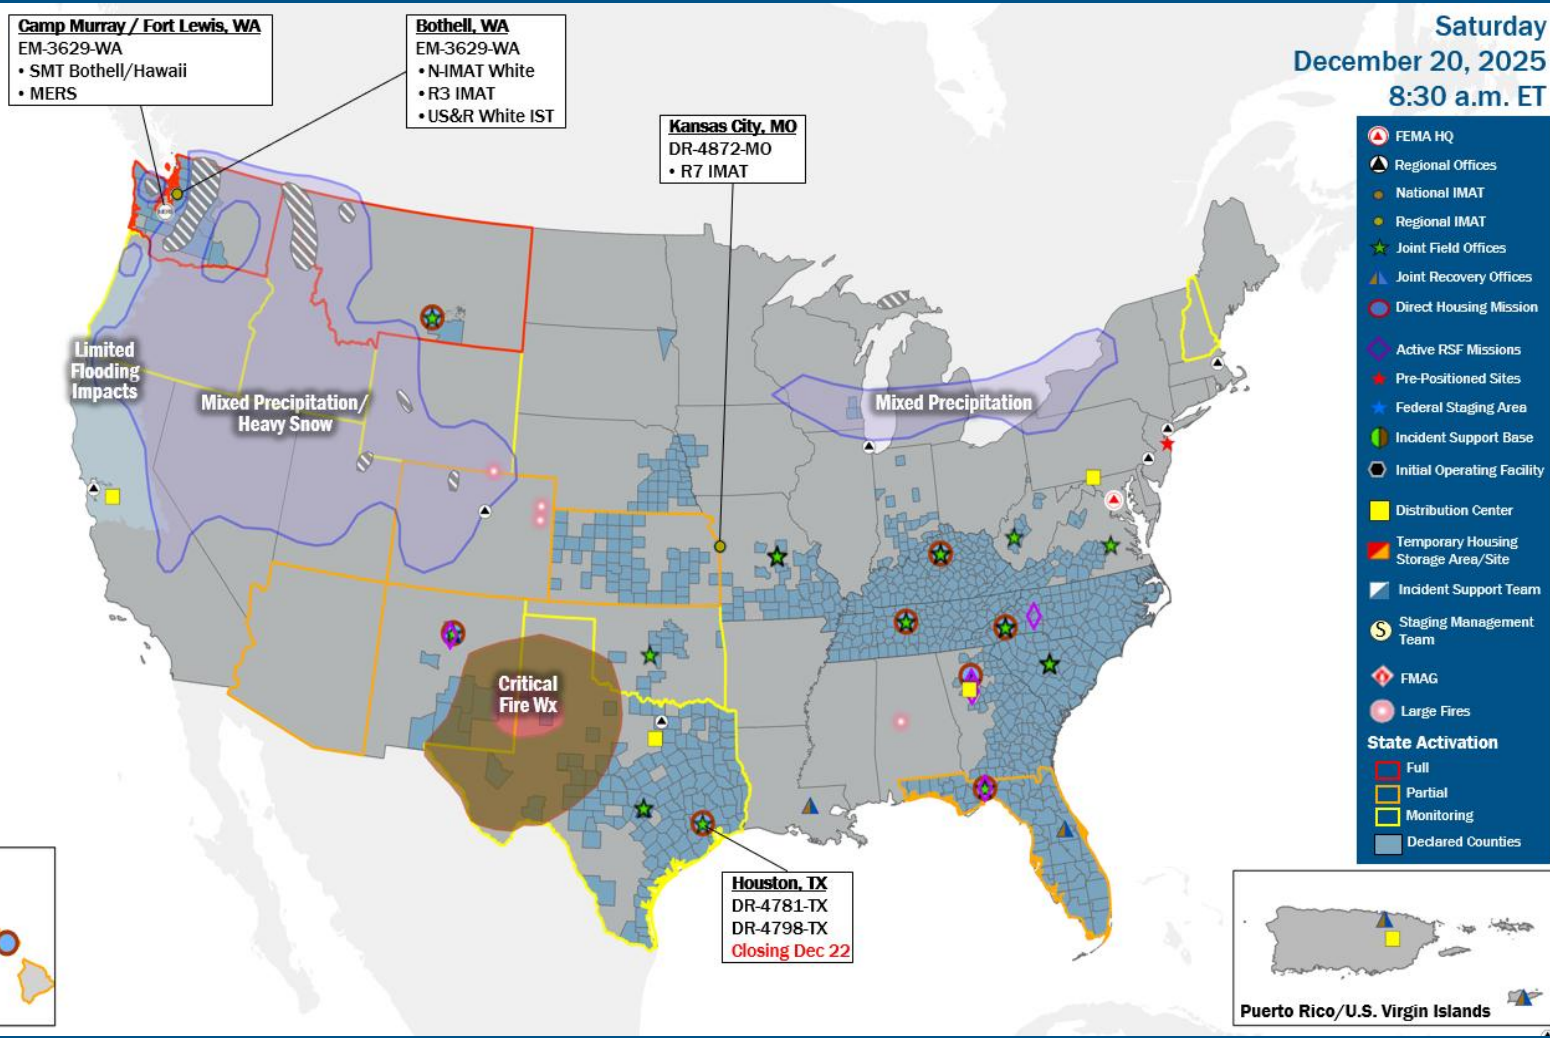 Camp Murray / Fort Lewis, WA
EM-3629-WA
• SMT Bothell/Hawaii
• MERS
Bothell, WA
EM-3629-WA
• N-IMAT White
• R3 IMAT
• US&R White IST
Kansas City, MO
DR-4872-MO
• R7 IMAT
Saturday
December 20, 2025
8:30 a.m. ET
FEMA HQ
Regional Offices
National IMAT
Regional IMAT
Joint Field Offices
Joint Recovery Offices
Direct Housing Mission
Active RSF Missions
Pre-Positioned Sites
Federal Staging Area
Incident Support Base
Initial Operating Facility
Distribution Center
Temporary Housing
Storage Area/Site
Incident Support Team
S
Staging Management
Team
FMAG
Large Fires
State Activation
Full
Partial
Monitoring
Declared Counties
MERS
Limited
Flooding
Impacts
Mixed Precipitation/
Heavy Snow
Mixed Precipitation
Critical
Fire Wx
Houston, TX
DR-4781-TX
DR-4798-TX
Closing Dec 22
Puerto Rico/U.S. Virgin Islands